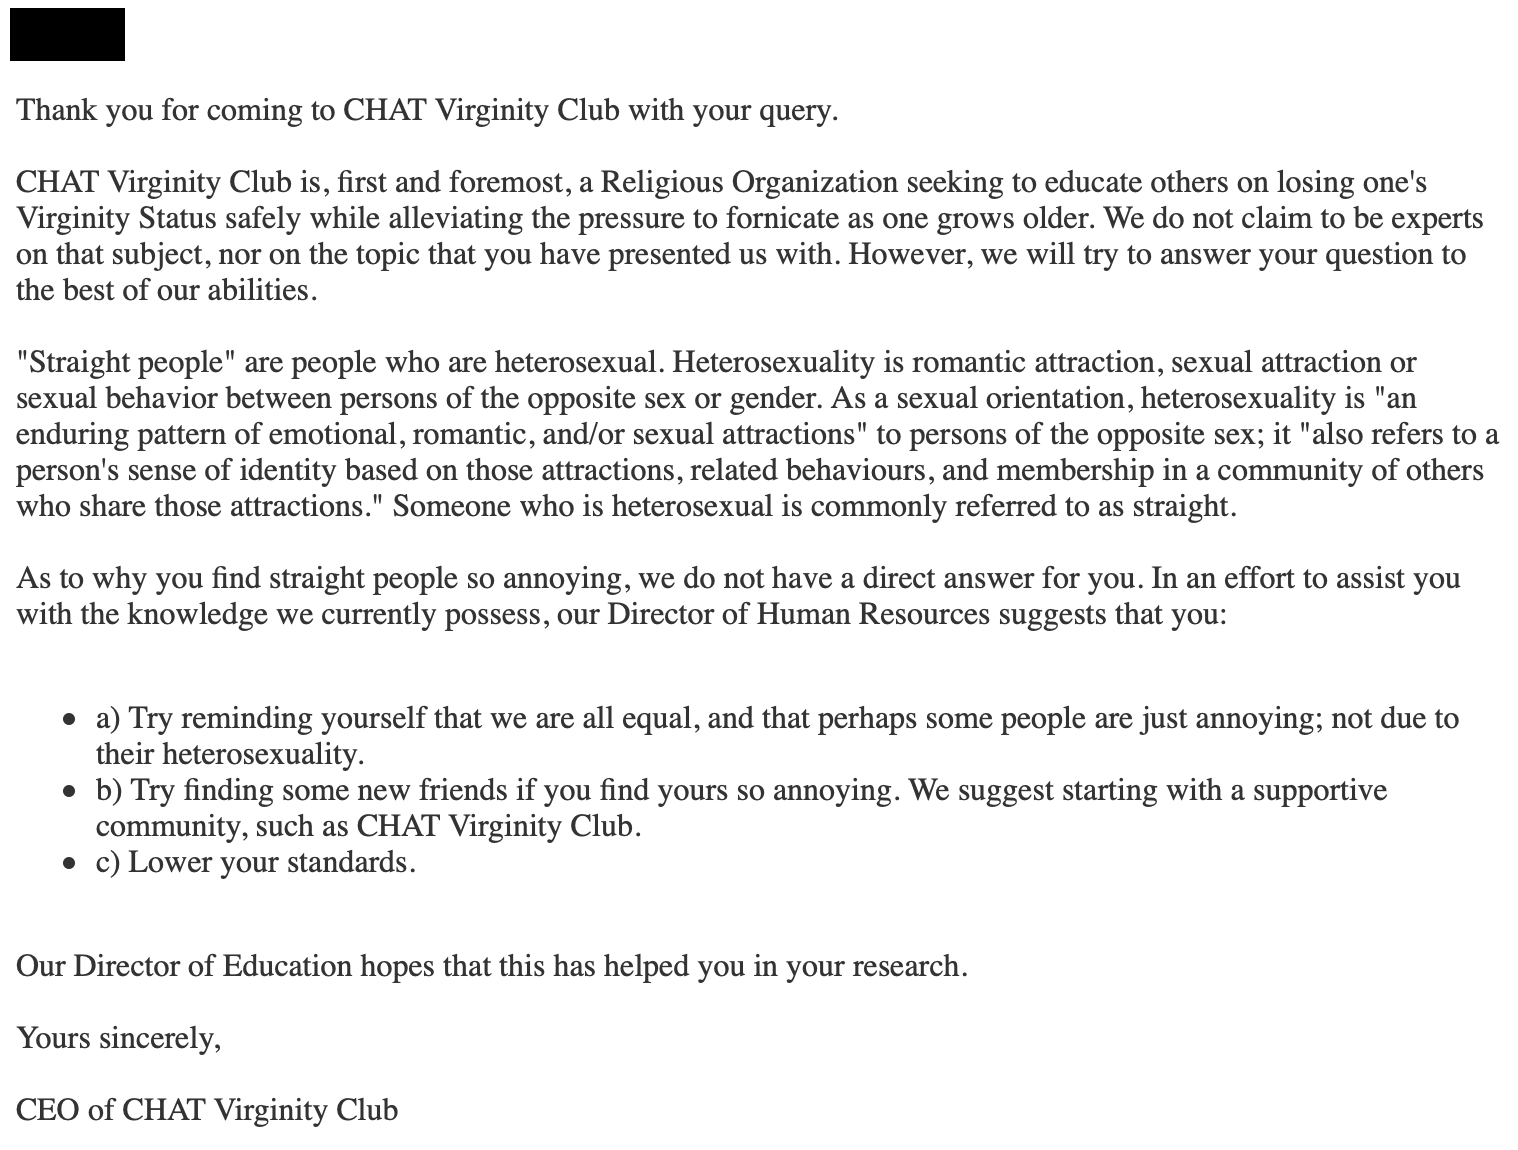 Thank you for coming to CHAT Virginity Club with your query.
CHAT Virginity Club is, first and foremost, a Religious Organization seeking to educate others on losing one's
Virginity Status safely while alleviating the pressure to fornicate as one grows older. We do not claim to be experts
on that subject, nor on the topic that you have presented us with. However, we will try to answer your question to
the best of our abilities.
"Straight people" are people who are heterosexual. Heterosexuality is romantic attraction, sexual attraction or
sexual behavior between persons of the opposite sex or gender. As a sexual orientation, heterosexuality is "an
enduring pattern of emotional, romantic, and/or sexual attractions" to persons of the opposite sex; it "also refers to a
person's sense of identity based on those attractions, related behaviours, and membership in a community of others
who share those attractions." Someone who is heterosexual is commonly referred to as straight.
As to why you find straight people so annoying, we do not have a direct answer for you. In an effort to assist you
with the knowledge we currently possess, our Director of Human Resources suggests that you:
• a) Try reminding yourself that we are all equal, and that perhaps some people are just annoying; not due to
their heterosexuality.
• b) Try finding some new friends if you find yours so annoying. We suggest starting with a supportive
community, such as CHAT Virginity Club.
• c) Lower your standards.
Our Director of Education hopes that this has helped you in your research.
Yours sincerely,
CEO of CHAT Virginity Club